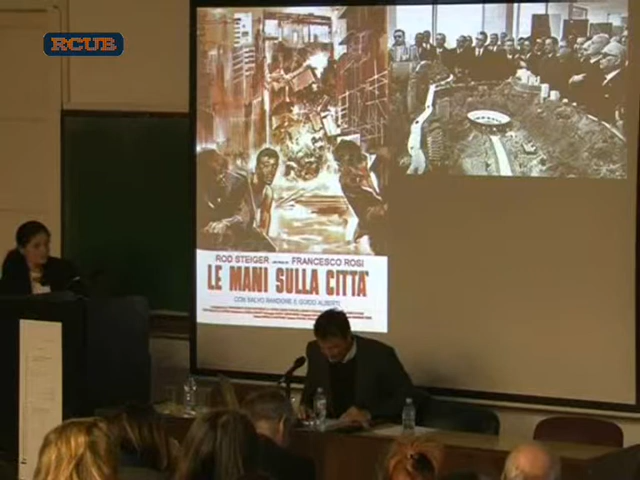 RCUB
ROD STEIGER FRANCESCO ROSI
LE MANI SULLA CITTA'
CON SALVO RANDONE E GUIDO ALBERTI